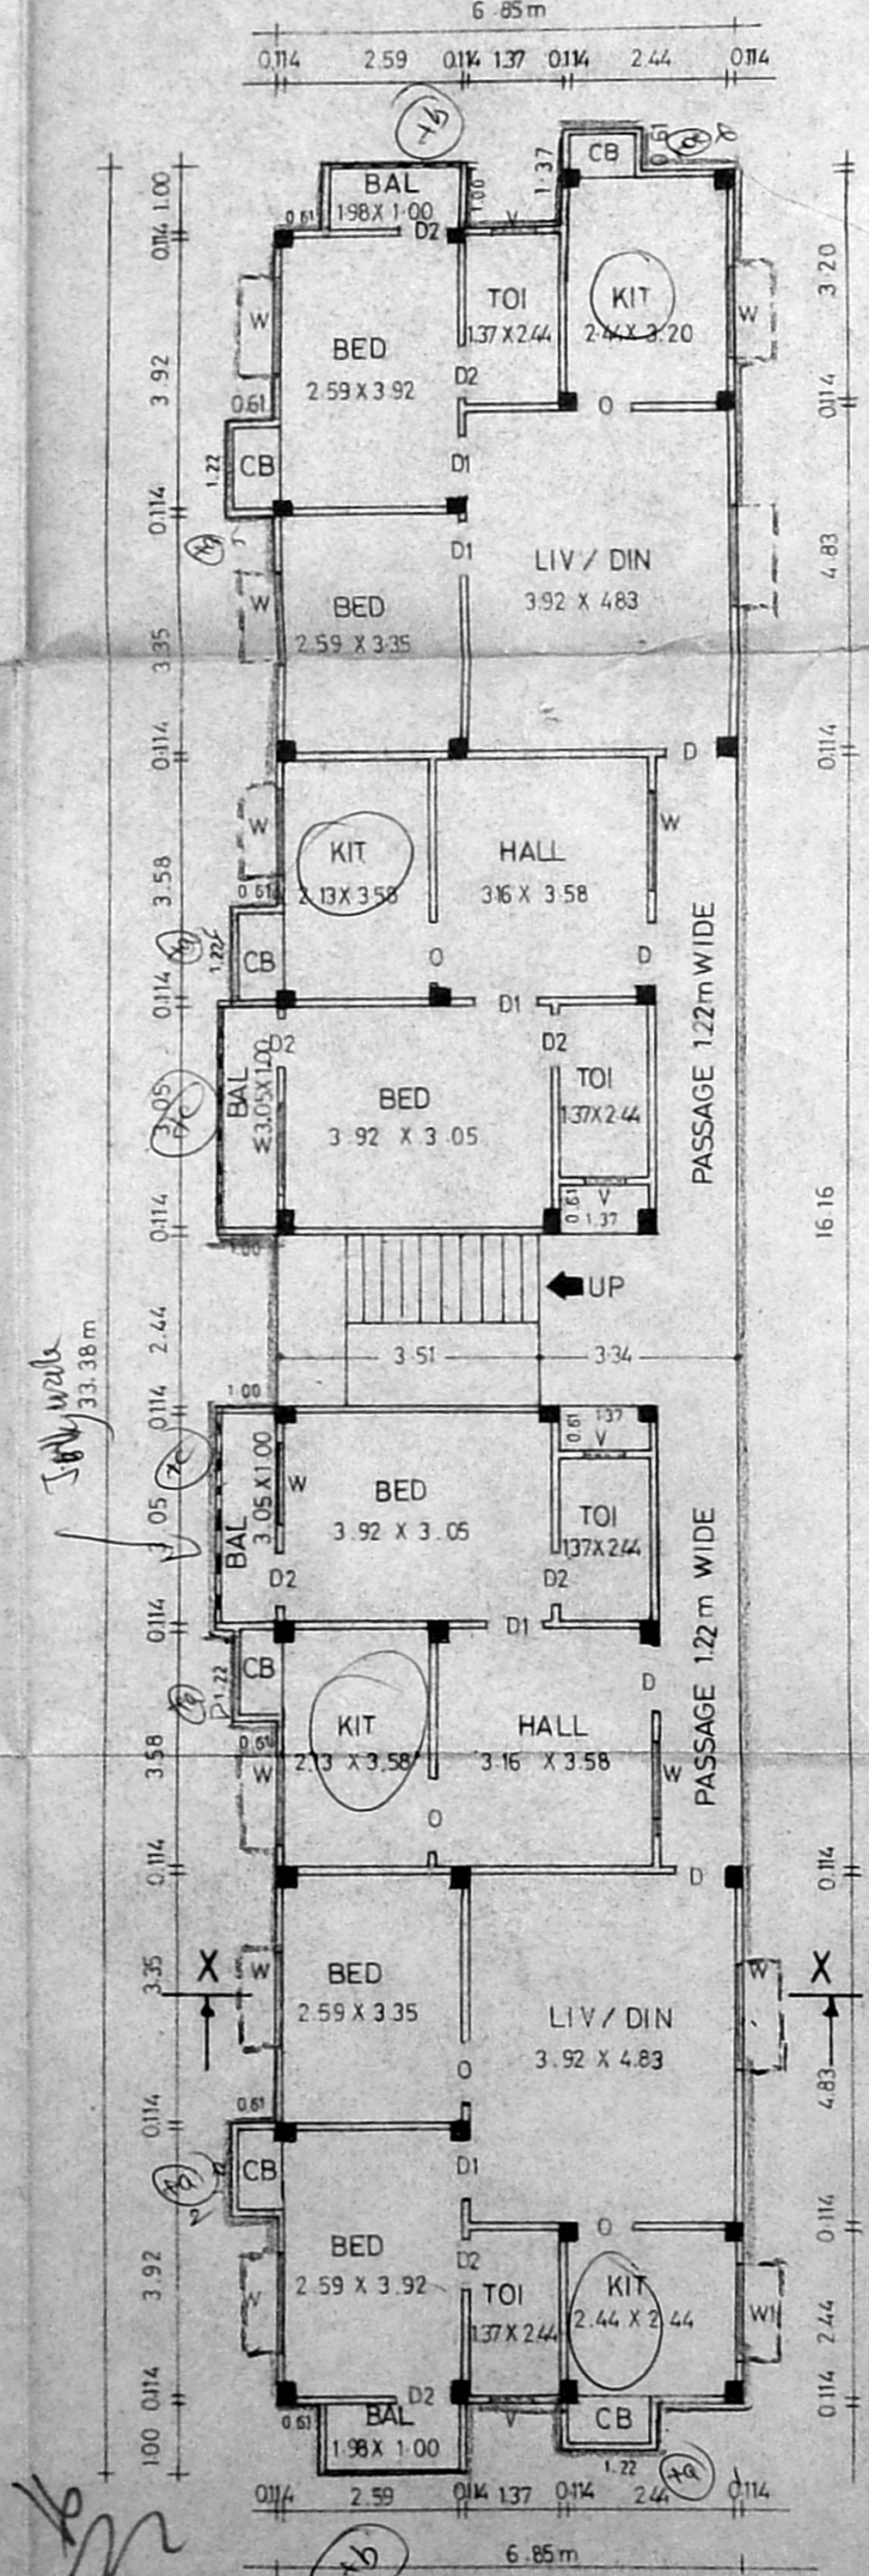 6.85m
0.114 2.59 0.114 1.37 0.114 2.44 0.114
CB
0.61
1.37
1.00
BAL
1.98 X 1.00
0.61
D2
V
1.00
0.114
3.20
W
TOI
1.37 X 2.44
KIT
2.44 X 3.20
W
BED
2.59 X 3.92
3.92
D2
0.61
O
0.114
1.22
CB
D1
0.114
D1
LIV / DIN
3.92 X 4.83
4.83
W
BED
2.59 X 3.35
3.35
0.114
D
0.114
W
KIT
2.13 X 3.58
HALL
3.16 X 3.58
W
3.58
0.61
1.22
CB
O
D
PASSAGE 1.22m WIDE
0.114
D1
D2
D2
BAL
3.05 X 1.00
W
BED
3.92 X 3.05
TOI
1.37 X 2.44
3.05
V
0.61
1.37
0.114
1.00
16.16
UP
2.44
33.38m
3.51
3.34
1.00
0.114
0.61
1.37
V
BAL
3.05 X 1.00
W
BED
3.92 X 3.05
TOI
1.37 X 2.44
3.05
D2
D2
PASSAGE 1.22m WIDE
0.114
D1
CB
1.22
D
0.61
KIT
2.13 X 3.58
HALL
3.16 X 3.58
3.58
W
W
O
0.114
D
0.114
X
W
BED
2.59 X 3.35
3.35
LIV / DIN
3.92 X 4.83
W
X
O
4.83
0.61
0.114
CB
D1
O
0.114
BED
2.59 X 3.92
3.92
D2
TOI
1.37 X 2.44
KIT
2.44 X 2.44
W1
2.44
W
0.114
D2
0.114
0.61
BAL
1.98 X 1.00
V
CB
1.00
1.22
0.114 2.59 0.114 1.37 0.114 2.44 0.114
6.85m